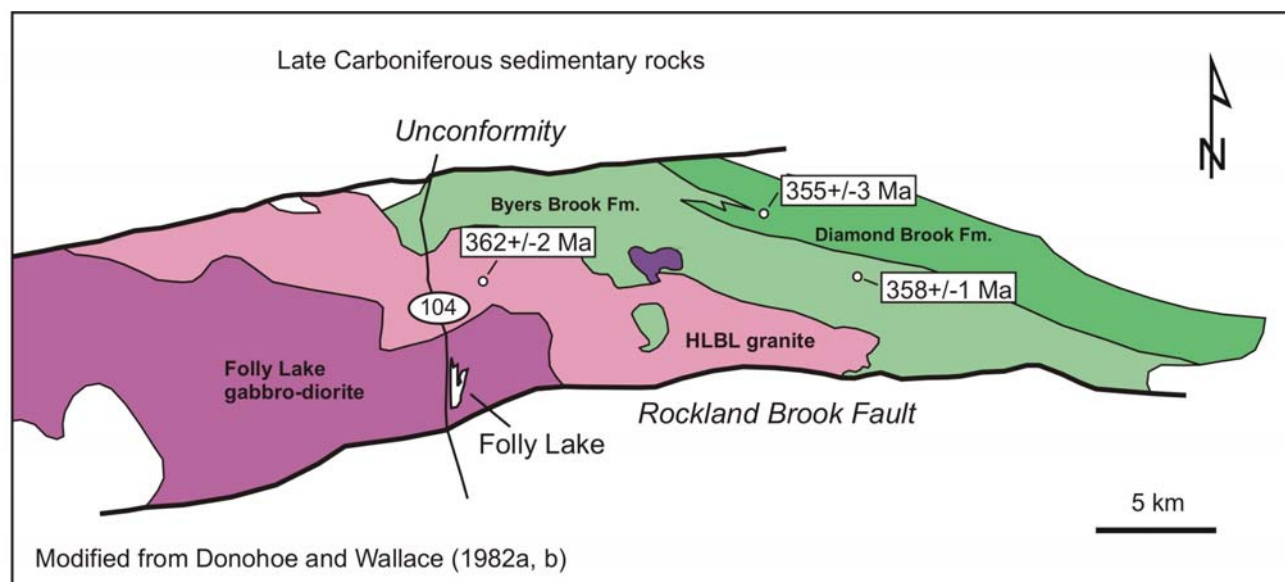 Late Carboniferous sedimentary rocks
Unconformity
N
355+/-3 Ma
Byers Brook Fm.
362+/-2 Ma
Diamond Brook Fm.
358+/-1 Ma
104
HLBL granite
Folly Lake
gabbro-diorite
Rockland Brook Fault
Folly Lake
5 km
Modified from Donohoe and Wallace (1982a, b)